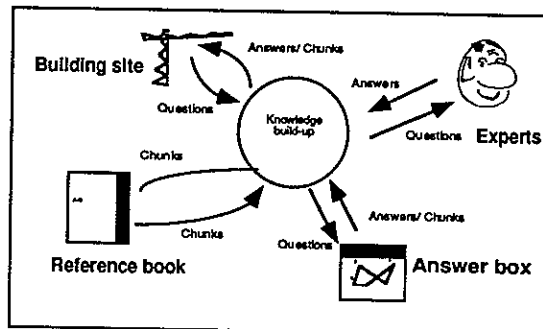 Answers/ Chunks
Building site
Answers
Questions
Knowledge
build-up
Questions
Experts
Chunks
Chunks
Answers/ Chunks
Questions
Reference book
Answer box